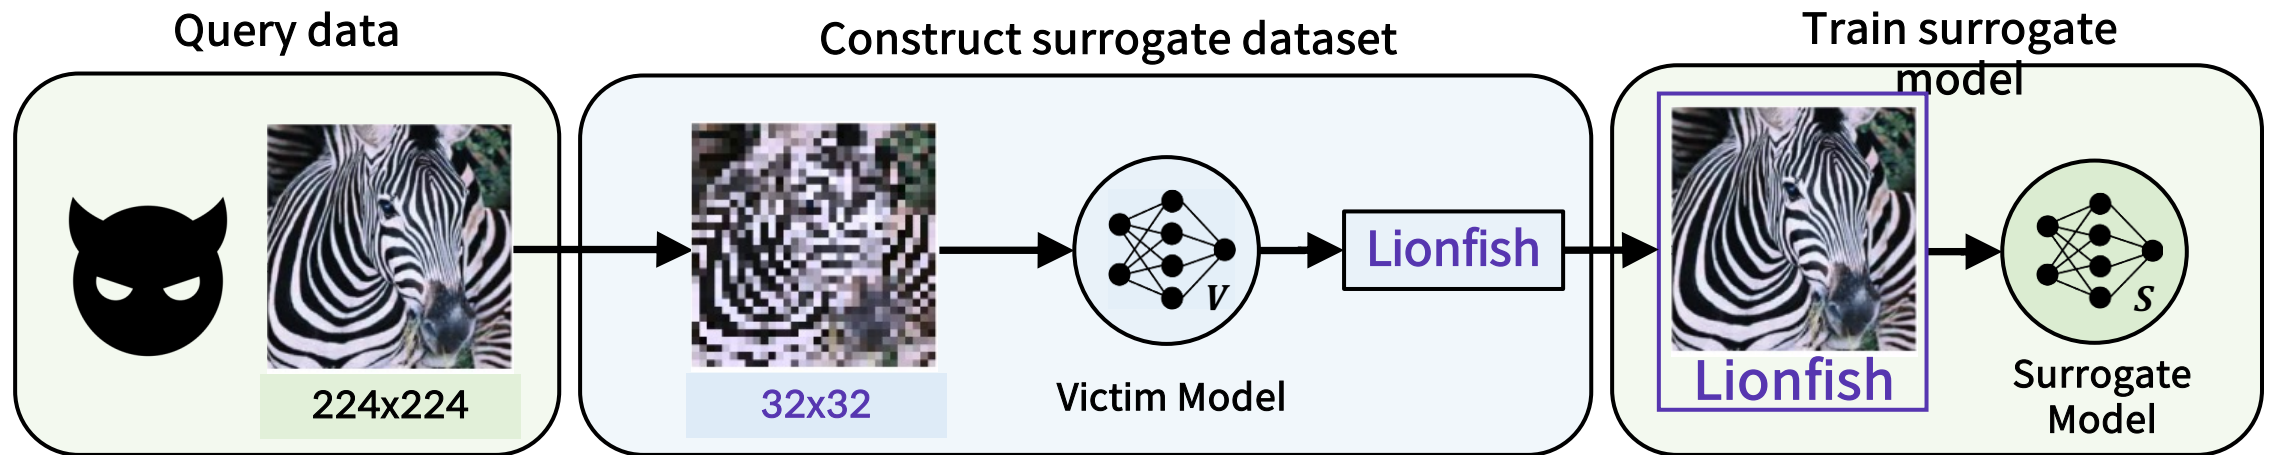 Query data
224x224
Construct surrogate dataset
32x32
V
Victim Model
Lionfish
Train surrogate
model
Lionfish
S
Surrogate
Model